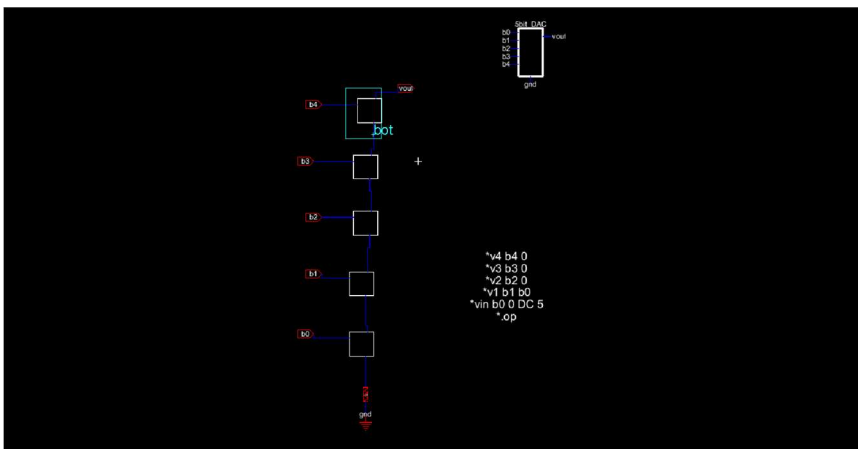 5bit_DAC
b0
b1
b2
b3
b4
vout
gnd
vout
b4
.bot
b3
b2
b1
b0
gnd
*v4 b4 0
*v3 b3 0
*v2 b2 0
*v1 b1 b0
*vin b0 0 DC 5
*.op